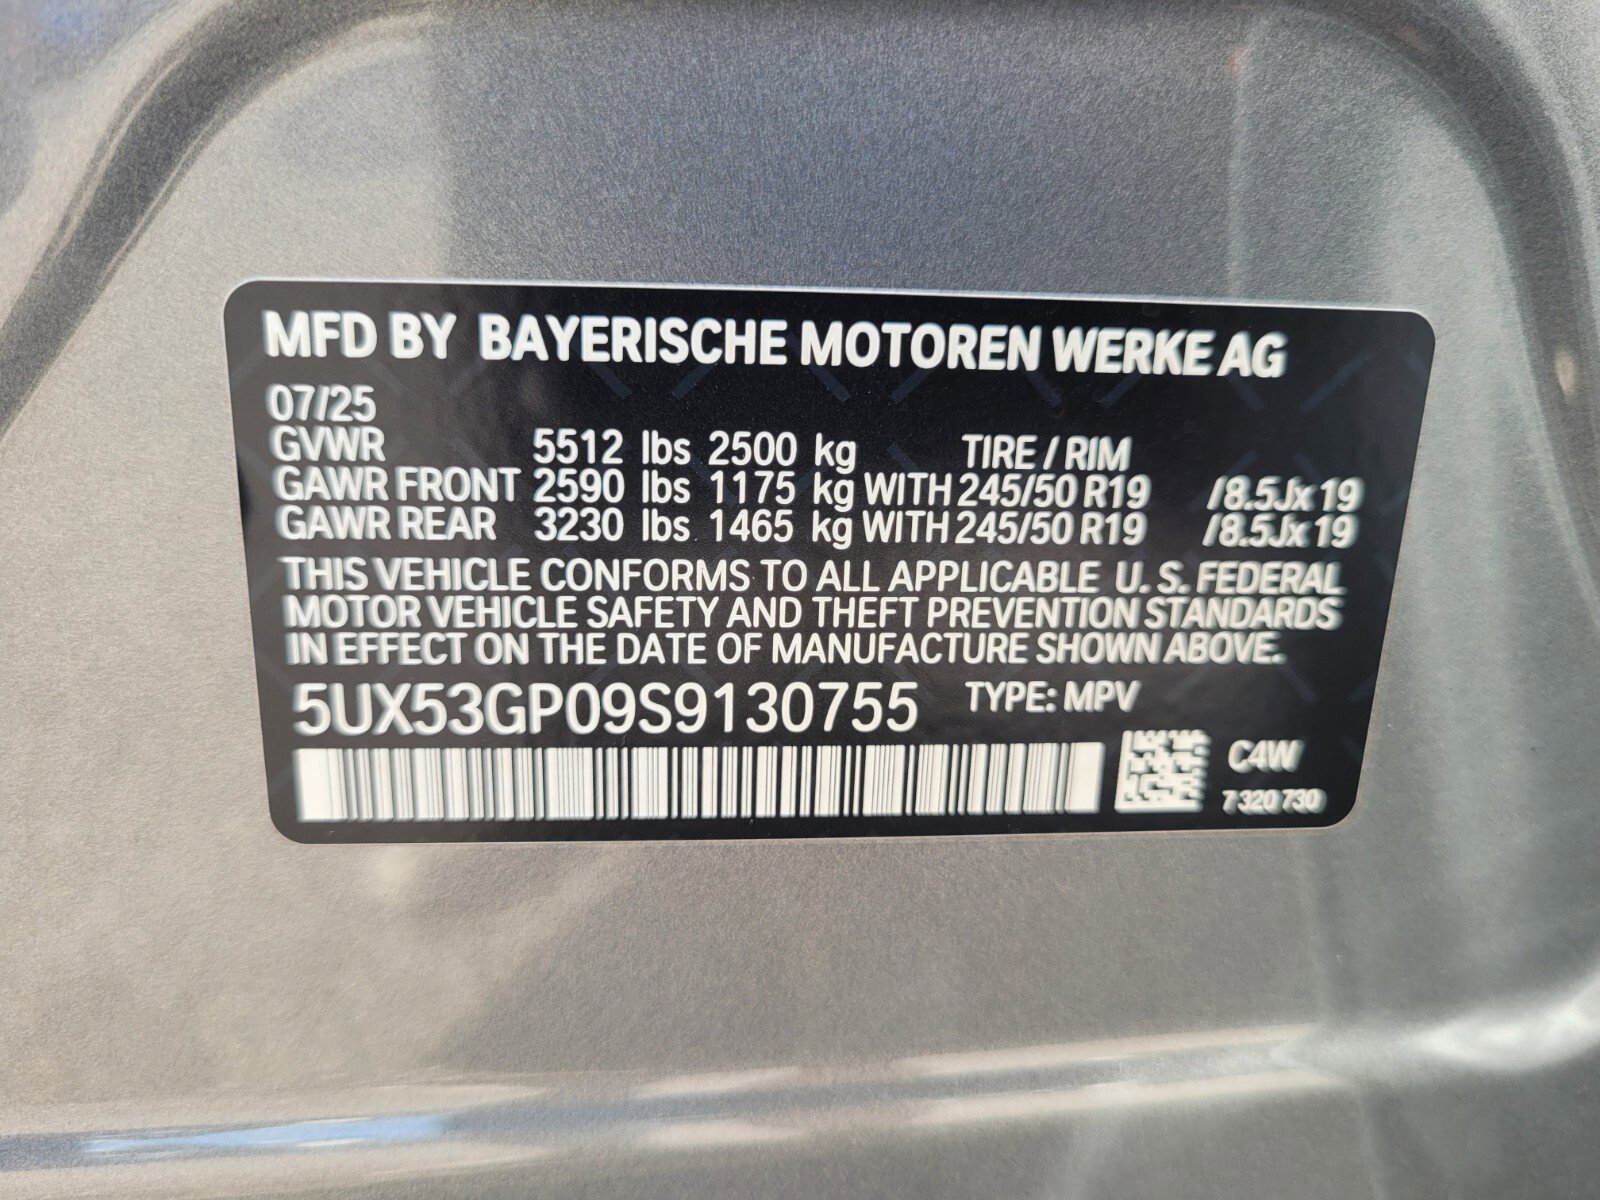 MFD BY BAYERISCHE MOTOREN WERKE AG
07/25
GVWR 5512 lbs 2500 kg TIRE / RIM
GAWR FRONT 2590 lbs 1175 kg WITH 245/50 R19 /8.5Jx19
GAWR REAR 3230 lbs 1465 kg WITH 245/50 R19 /8.5Jx19
THIS VEHICLE CONFORMS TO ALL APPLICABLE U. S. FEDERAL
MOTOR VEHICLE SAFETY AND THEFT PREVENTION STANDARDS
IN EFFECT ON THE DATE OF MANUFACTURE SHOWN ABOVE.
5UX53GP09S9130755 TYPE: MPV
C4W
7 320 730